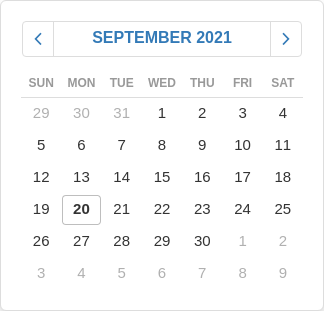 SEPTEMBER 2021
SUN MON TUE WED THU FRI SAT
29 30 31 1 2 3 4
5 6 7 8 9 10 11
12 13 14 15 16 17 18
19 20 21 22 23 24 25
26 27 28 29 30 1 2
3 4 5 6 7 8 9